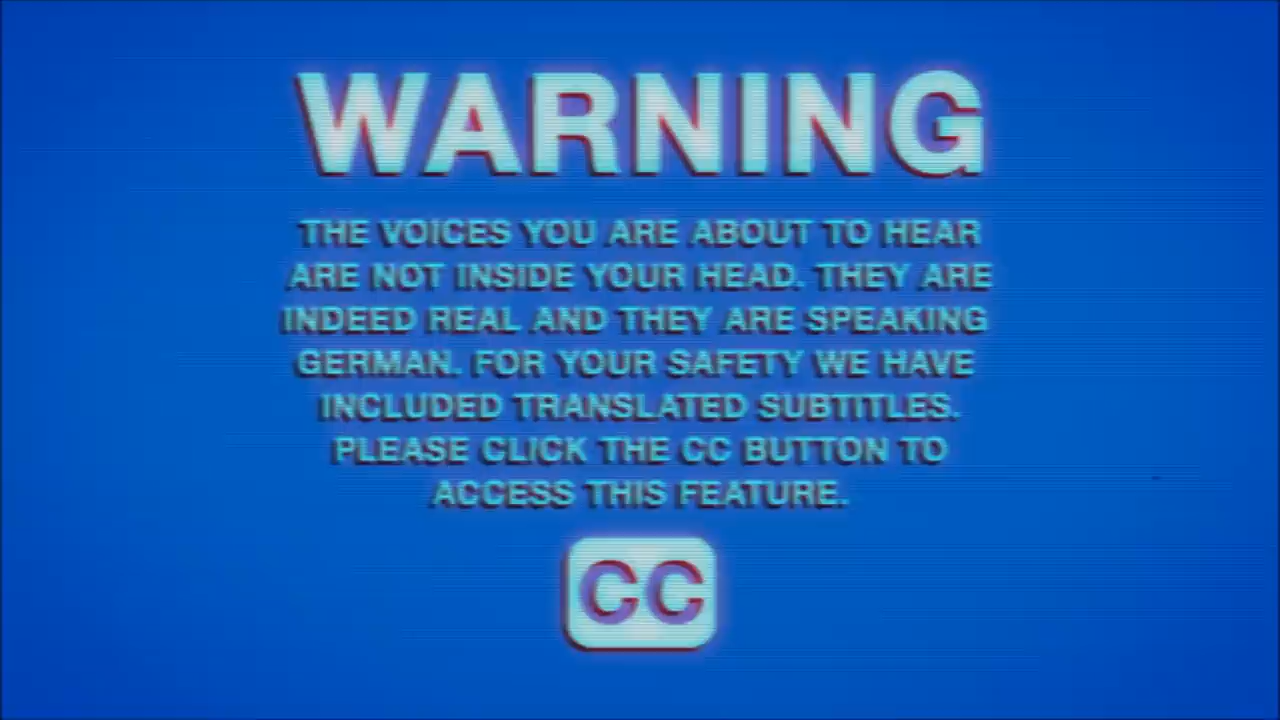 WARNING
THE VOICES YOU ARE ABOUT TO HEAR
ARE NOT INSIDE YOUR HEAD. THEY ARE
INDEED REAL AND THEY ARE SPEAKING
GERMAN. FOR YOUR SAFETY WE HAVE
INCLUDED TRANSLATED SUBTITLES.
PLEASE CLICK THE CC BUTTON TO
ACCESS THIS FEATURE.
CC